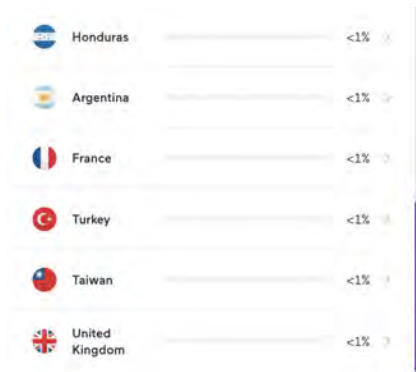 Honduras <1%
Argentina <1%
France <1%
Turkey <1%
Taiwan <1%
United
Kingdom <1%